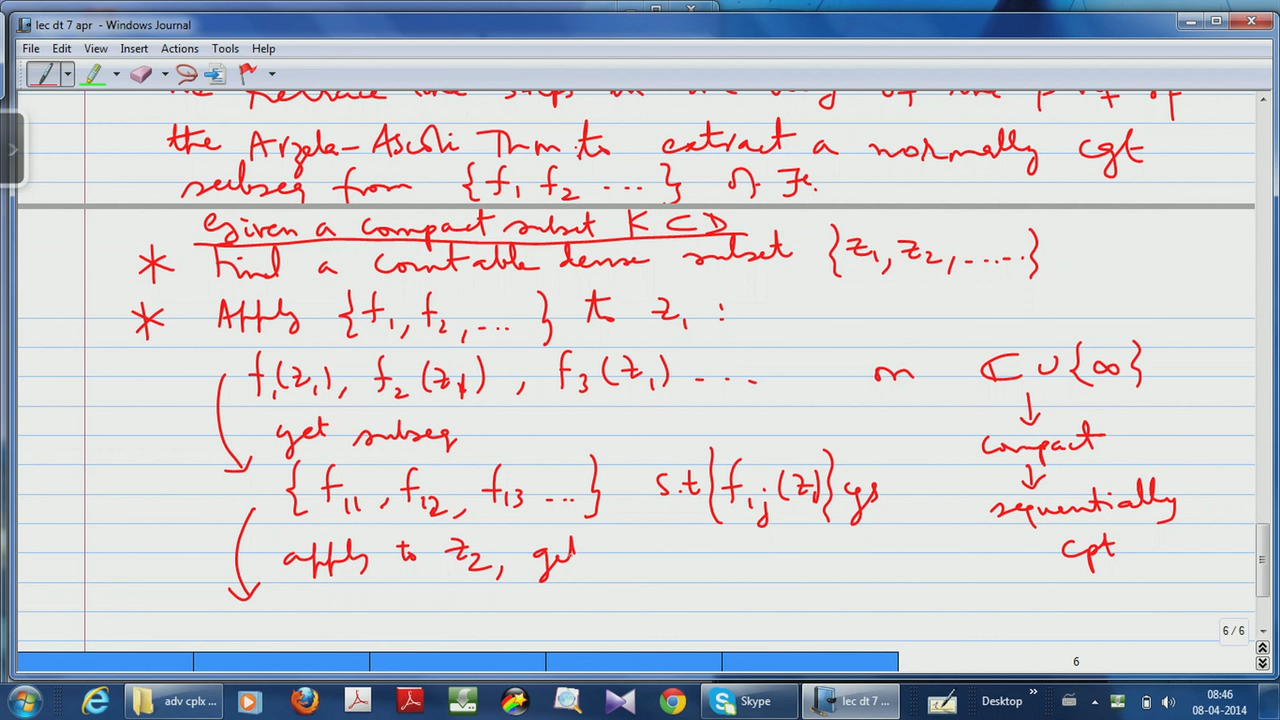 lec dt 7 apr - Windows Journal
File Edit View Insert Actions Tools Help
the Arzela-Ascoli Thm to extract a normally cgt
subseq from {f1 f2 ...} of F.
Given a compact subset K ⊂ D
* Find a countable dense subset {z1, z2, .....}
* Apply {f1, f2, ... } to z1 :
f1(z1), f2(z1), f3(z1) .... in ℂ ∪ {∞}
get subseq ↓ compact
{ f11, f12, f13 ...} s.t {f1j(z1)} cgs ↓ sequentially
apply to z2, get cpt
6 / 6
6
adv cplx ... Skype lec dt 7 ... Desktop 08:46
08-04-2014